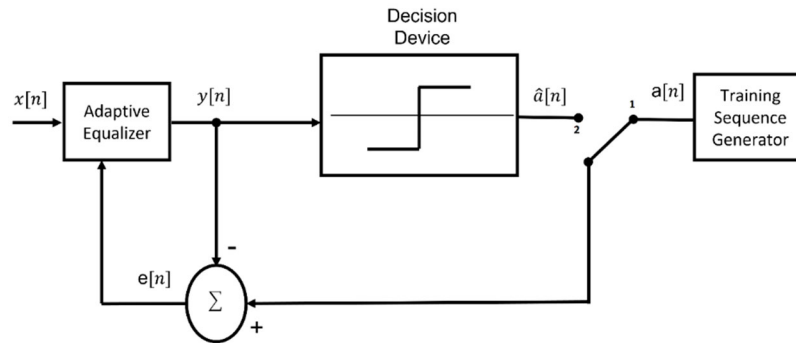 Decision
Device
x[n]
Adaptive
Equalizer
y[n]
â[n]
2
1
a[n]
Training
Sequence
Generator
-
e[n]
Σ
+